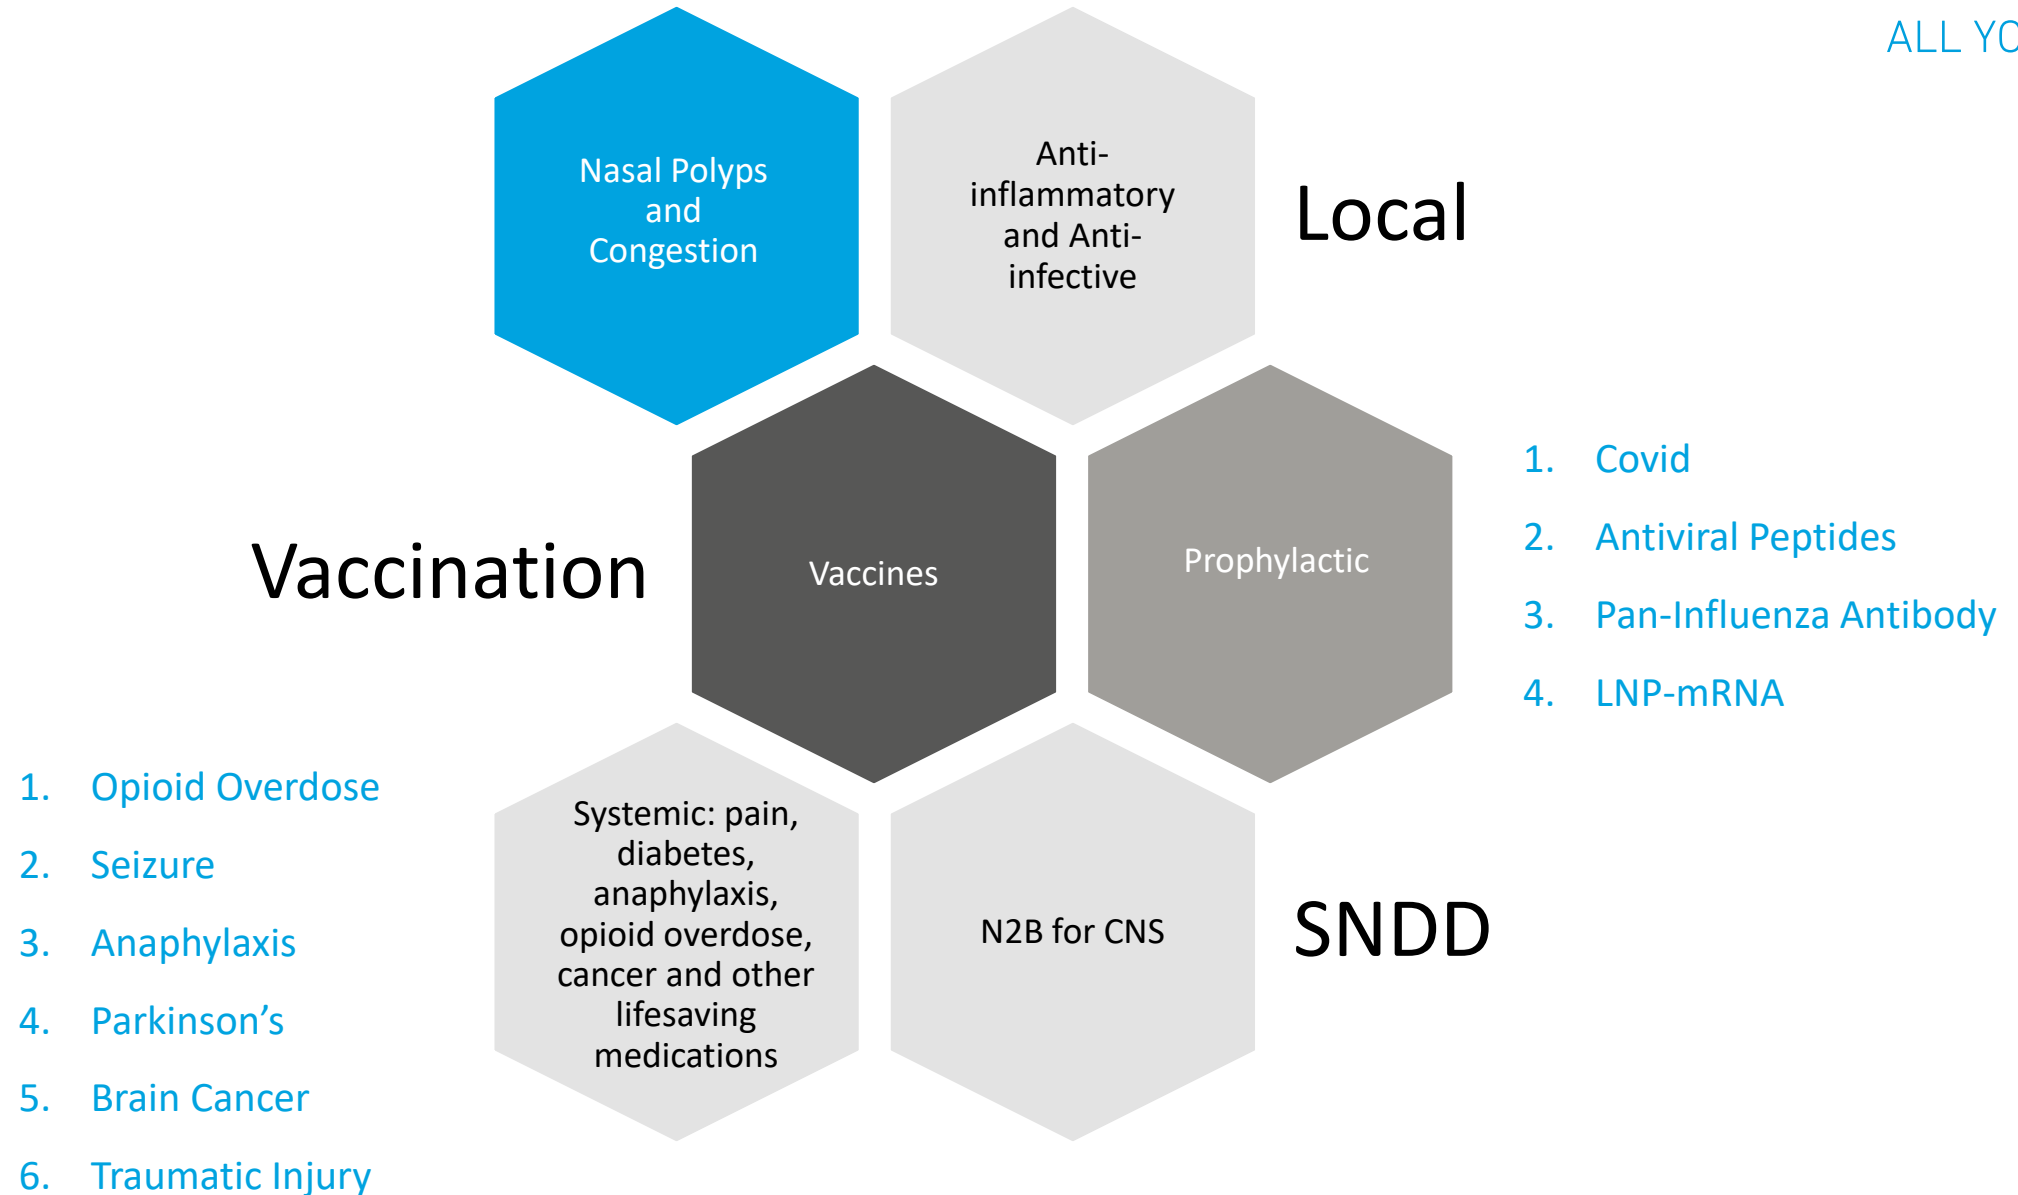 ALL YO
Nasal Polyps
and
Congestion
Anti-
inflammatory
and Anti-
infective
Local
Vaccination
Vaccines
Prophylactic
1. Covid
2. Antiviral Peptides
3. Pan-Influenza Antibody
4. LNP-mRNA
1. Opioid Overdose
2. Seizure
3. Anaphylaxis
4. Parkinson’s
5. Brain Cancer
6. Traumatic Injury
Systemic: pain,
diabetes,
anaphylaxis,
opioid overdose,
cancer and other
lifesaving
medications
N2B for CNS
SNDD